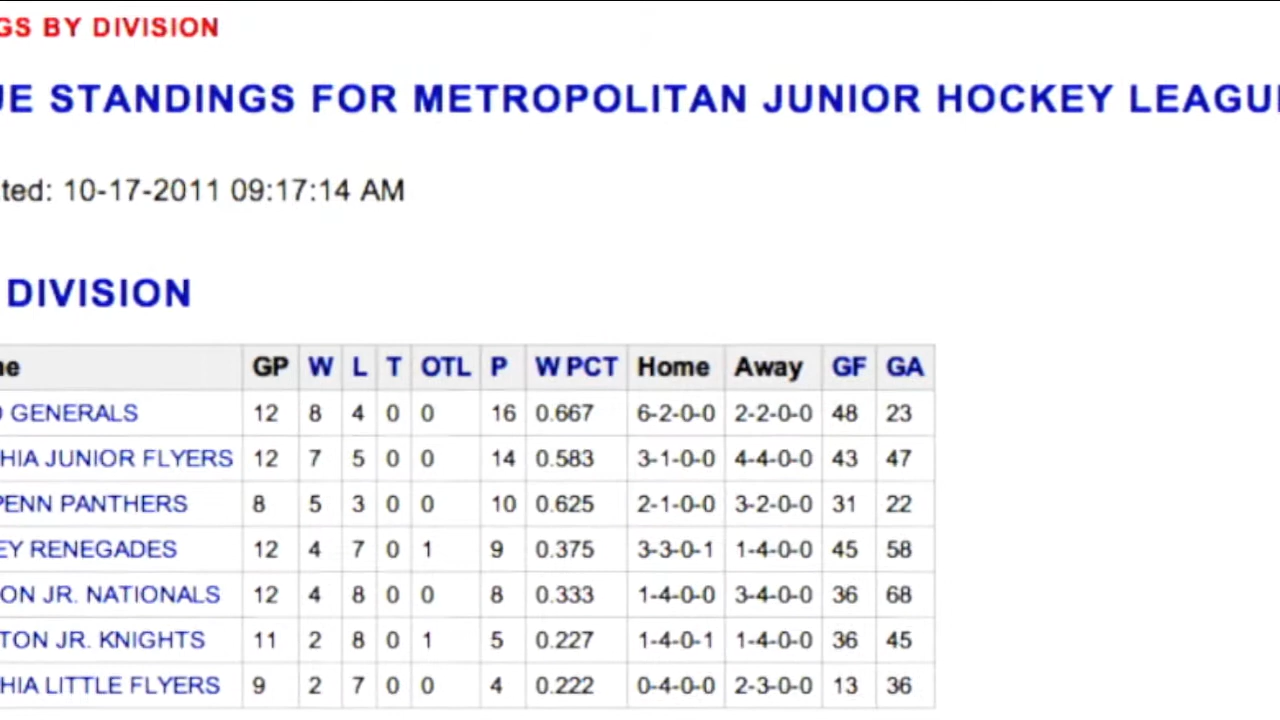 GS BY DIVISION
UE STANDINGS FOR METROPOLITAN JUNIOR HOCKEY LEAGU
ted: 10-17-2011 09:17:14 AM
DIVISION
ne GP W L T OTL P W PCT Home Away GF GA
GENERALS 12 8 4 0 0 16 0.667 6-2-0-0 2-2-0-0 48 23
HIA JUNIOR FLYERS 12 7 5 0 0 14 0.583 3-1-0-0 4-4-0-0 43 47
PENN PANTHERS 8 5 3 0 0 10 0.625 2-1-0-0 3-2-0-0 31 22
EY RENEGADES 12 4 7 0 1 9 0.375 3-3-0-1 1-4-0-0 45 58
ON JR. NATIONALS 12 4 8 0 0 8 0.333 1-4-0-0 3-4-0-0 36 68
TON JR. KNIGHTS 11 2 8 0 1 5 0.227 1-4-0-1 1-4-0-0 36 45
HIA LITTLE FLYERS 9 2 7 0 0 4 0.222 0-4-0-0 2-3-0-0 13 36